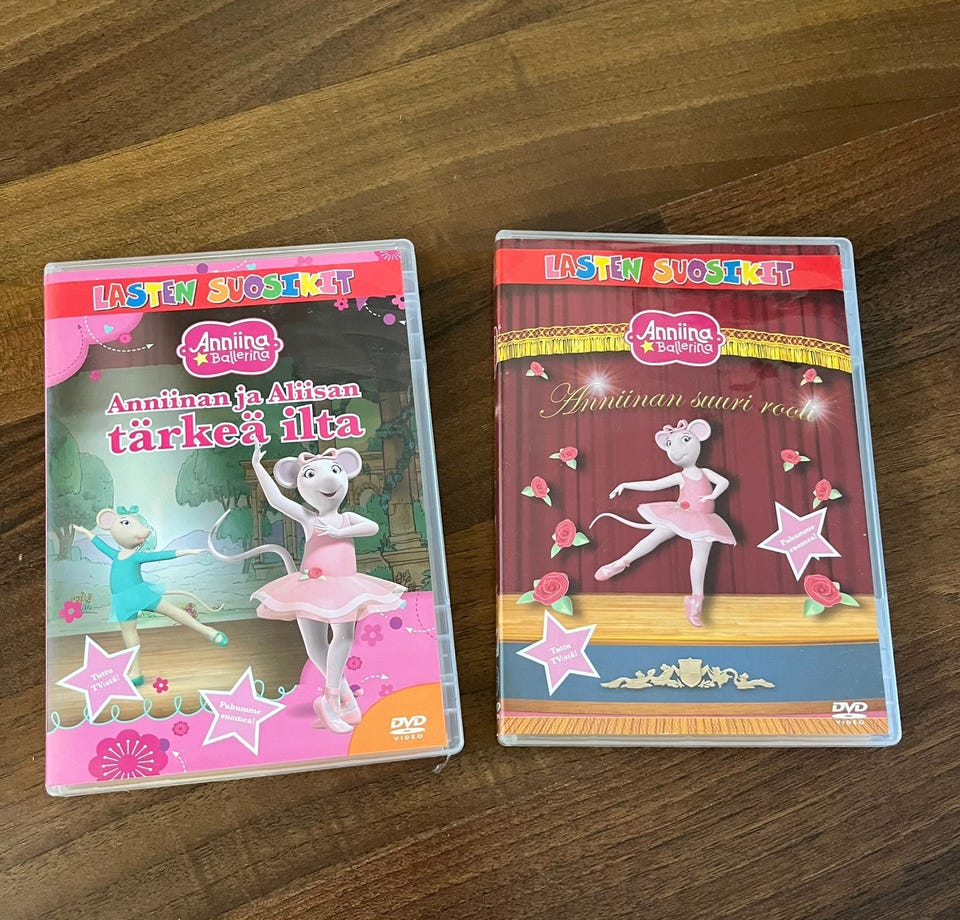 LASTEN SUOSIKIT
Anniina
Ballerina
Anniinan ja Aliisan
tärkeä ilta
Tuttu
TV:stä!
Puhumme
suomea!
DVD
VIDEO
LASTEN SUOSIKIT
Anniina
Ballerina
Anniinan suuri rooli
Puhumme
suomea!
Tuttu
TV:stä!
DVD
VIDEO